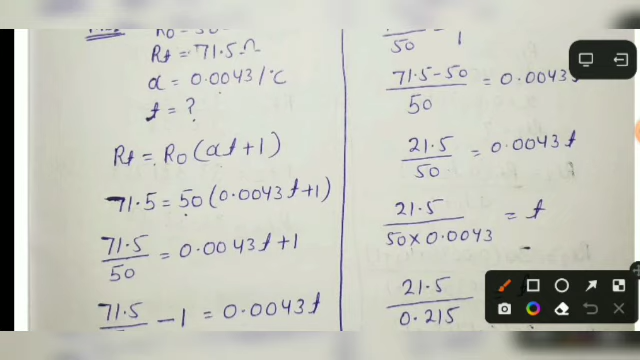 R₀ = 50
Rt = 71.5 Ω
α = 0.0043/°C
t = ?
Rt = R₀(αt+1)
71.5 = 50(0.0043t+1)
71.5/50 = 0.0043t+1
71.5/ - 1 = 0.0043t
/50 - 1
71.5-50/50 = 0.0043
21.5/50 = 0.0043t
21.5/50×0.0043 = t
21.5/0.215